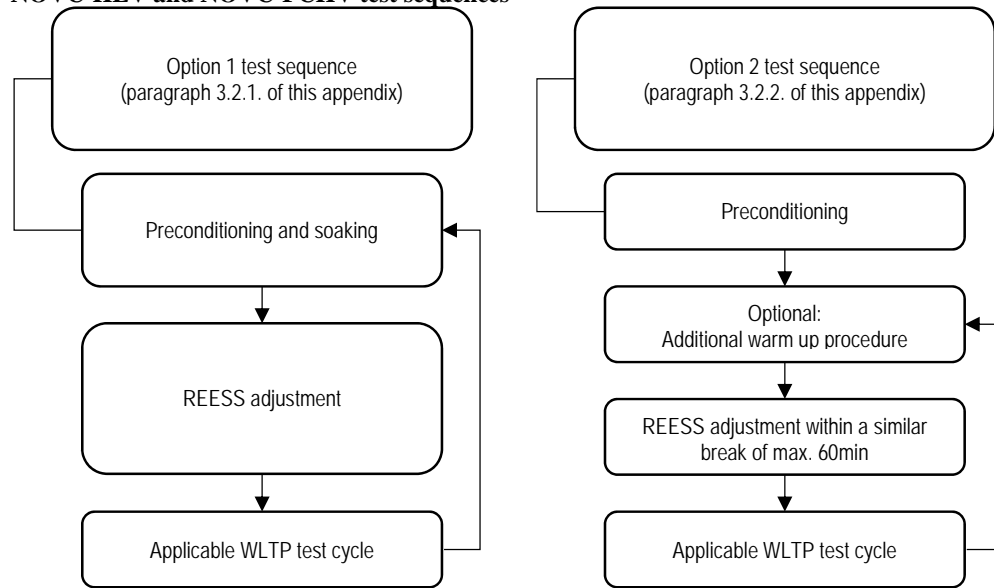 NOVC-HEV and NOVC-FCHV test sequences
Option 1 test sequence
(paragraph 3.2.1. of this appendix)
Preconditioning and soaking
REESS adjustment
Applicable WLTP test cycle
Option 2 test sequence
(paragraph 3.2.2. of this appendix)
Preconditioning
Optional:
Additional warm up procedure
REESS adjustment within a similar
break of max. 60min
Applicable WLTP test cycle